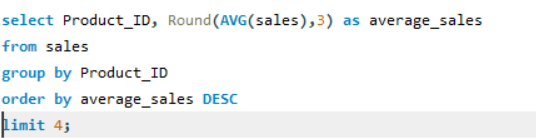 select Product_ID, Round(AVG(sales),3) as average_sales
from sales
group by Product_ID
order by average_sales DESC
limit 4;